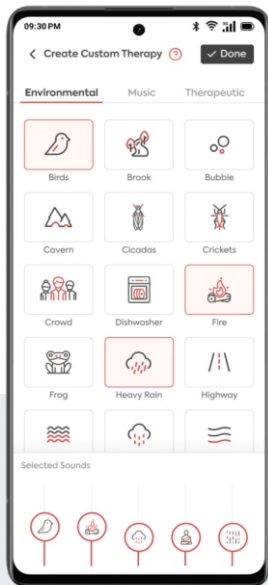 09:30 PM
Create Custom Therapy ? ✓ Done
Environmental Music Therapeutic
Birds Brook Bubble
Cavern Cicadas Crickets
Crowd Dishwasher Fire
Frog Heavy Rain Highway
Selected Sounds